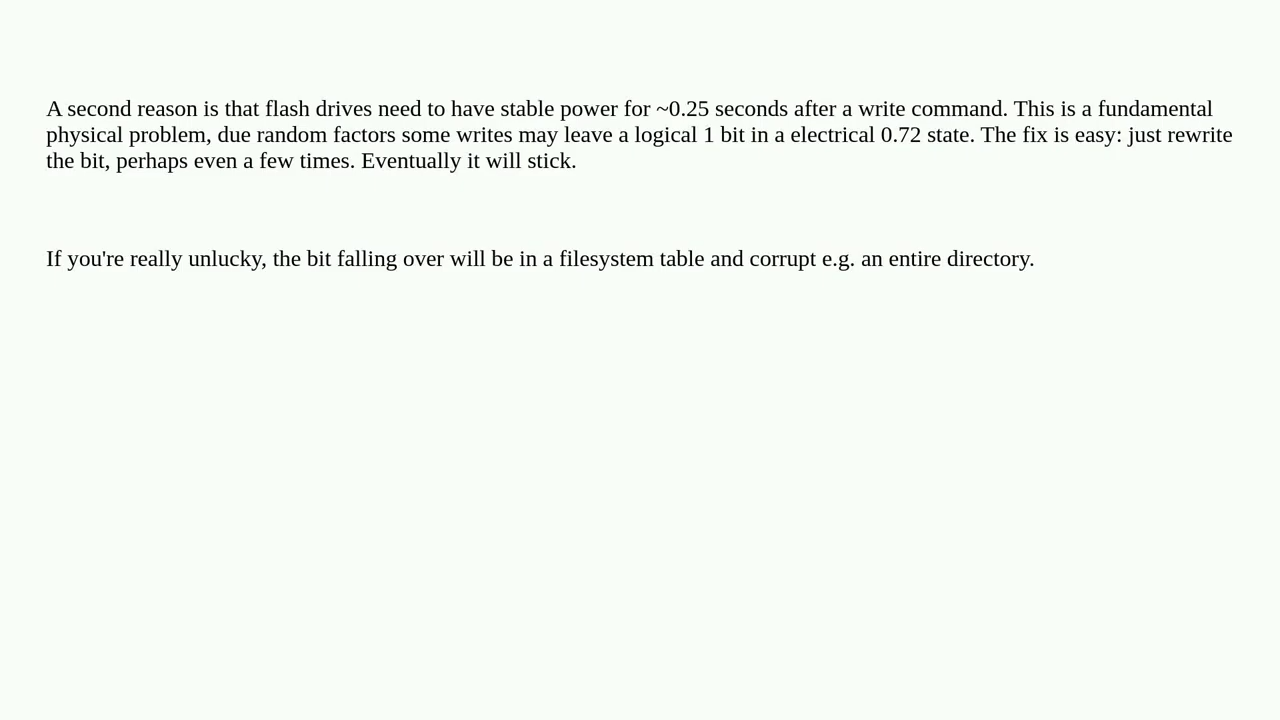 A second reason is that flash drives need to have stable power for ~0.25 seconds after a write command. This is a fundamental
physical problem, due random factors some writes may leave a logical 1 bit in a electrical 0.72 state. The fix is easy: just rewrite
the bit, perhaps even a few times. Eventually it will stick.
If you're really unlucky, the bit falling over will be in a filesystem table and corrupt e.g. an entire directory.